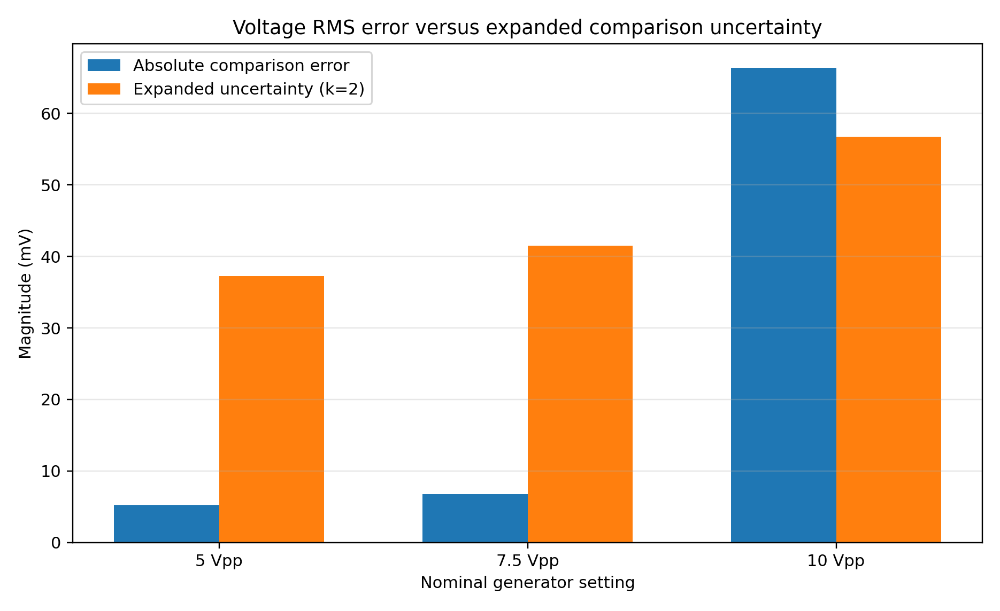 Voltage RMS error versus expanded comparison uncertainty
Absolute comparison error
Expanded uncertainty (k=2)
Magnitude (mV)
60
50
40
30
20
10
0
5 Vpp
7.5 Vpp
10 Vpp
Nominal generator setting